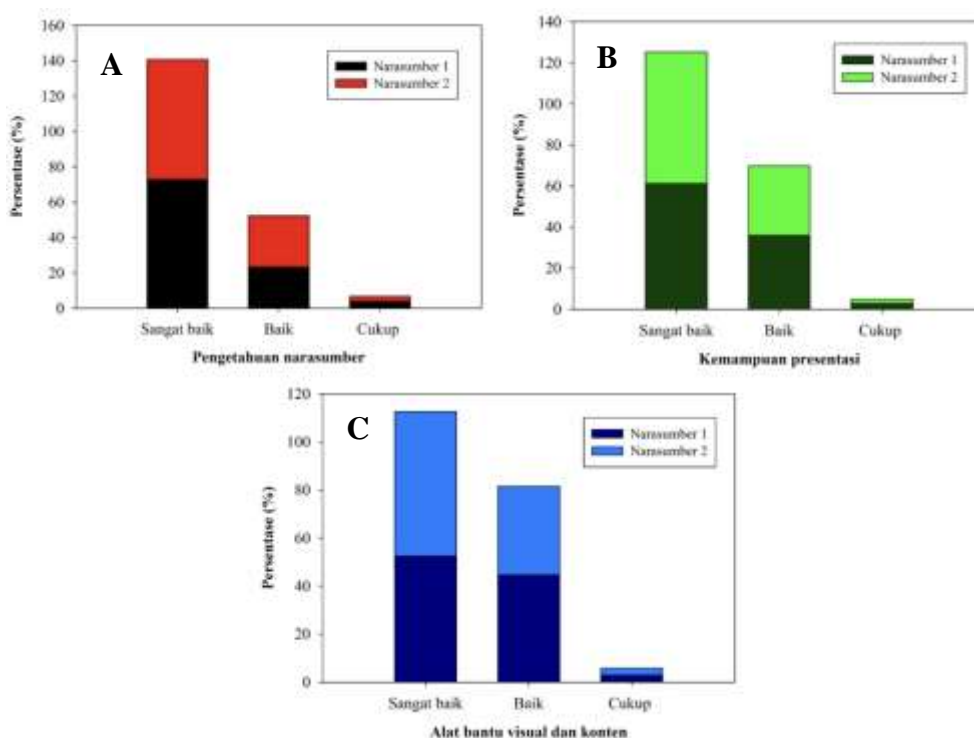 A
160
140
120
100
80
60
40
20
0
Persentase (%)
Narasumber 1
Narasumber 2
Sangat baik
Baik
Cukup
Pengetahuan narasumber
B
140
120
100
80
60
40
20
0
Persentase (%)
Narasumber 1
Narasumber 2
Sangat baik
Baik
Cukup
Kemampuan presentasi
C
120
100
80
60
40
20
0
Persentase (%)
Narasumber 1
Narasumber 2
Sangat baik
Baik
Cukup
Alat bantu visual dan konten